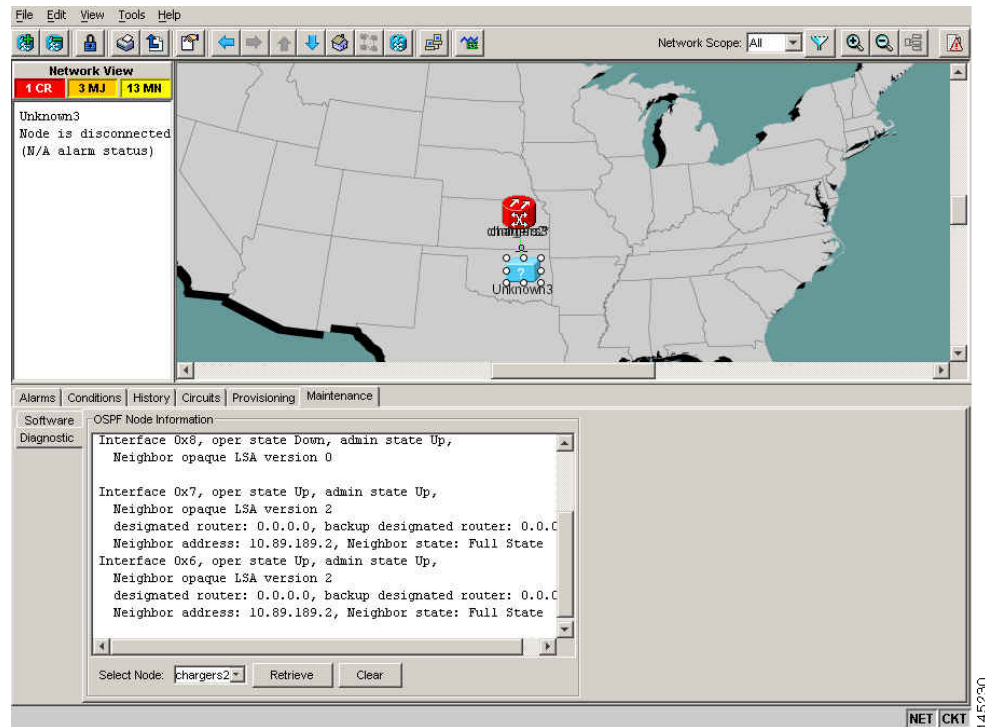 File Edit View Tools Help
Network Scope: All
Network View
1 CR 3 MJ 13 MN
Unknown3
Node is disconnected
(N/A alarm status)
?
Unknown3
Alarms Conditions History Circuits Provisioning Maintenance
Software
Diagnostic
OSPF Node Information
Interface 0x8, oper state Down, admin state Up,
Neighbor opaque LSA version 0
Interface 0x7, oper state Up, admin state Up,
Neighbor opaque LSA version 2
designated router: 0.0.0.0, backup designated router: 0.0.0
Neighbor address: 10.89.189.2, Neighbor state: Full State
Interface 0x6, oper state Up, admin state Up,
Neighbor opaque LSA version 2
designated router: 0.0.0.0, backup designated router: 0.0.0
Neighbor address: 10.89.189.2, Neighbor state: Full State
Select Node: chargers2 Retrieve Clear
NET CKT
145230